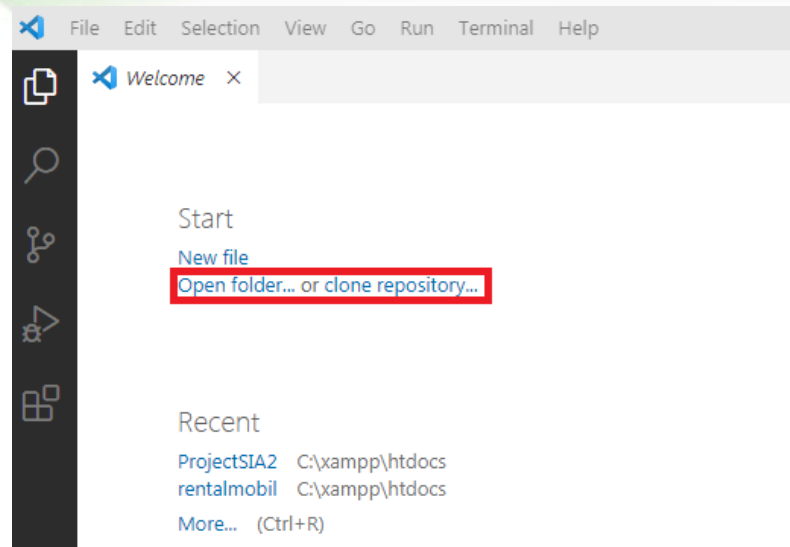 File Edit Selection View Go Run Terminal Help
Welcome
Start
New file
Open folder... or clone repository...
Recent
ProjectSIA2 C:\xampp\htdocs
rentalmobil C:\xampp\htdocs
More... (Ctrl+R)